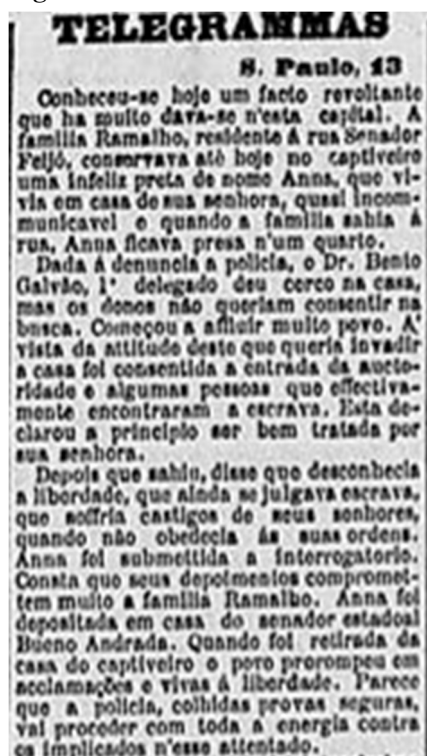 TELEGRAMMAS
S. Paulo, 13
Conheceu-se hoje um facto revoltante
que ha muito dava-se n'esta capital. A
familia Ramalho, residente á rua Senador
Feijó, conservava até hoje no captiveiro
uma infeliz preta de nome Anna, que vi-
via em casa de sua senhora, quasi incom-
municavel e quando a familia sahia á
rua, Anna ficava presa n'um quarto.
Dada á denuncia a policia, o Dr. Bento
Galvão, 1º delegado deu cerco na casa,
mas os donos não queriam consentir na
busca. Começou a affluir muito povo. A'
vista da attitude deste que queria invadir
a casa foi consentida a entrada da aucto-
ridade e algumas pessoas que effectiva-
mente encontraram a escrava. Esta de-
clarou a principio ser bem tratada por
sua senhora.
Depois que sahiu, disse que desconhecia
a liberdade, que ainda se julgava escrava,
que soffria castigos de seus senhores,
quando não obedecia ás suas ordens.
Anna foi submettida a interrogatorio.
Consta que seus depoimentos compromet-
tem muito a familia Ramalho. Anna foi
depositada em casa do senador estadoal
Bueno Andrada. Quando foi retirada da
casa do captiveiro o povo prorompeu em
acclamações e vivas á liberdade. Parece
que a policia, colhidas provas seguras,
vai proceder com toda a energia contra
os implicados n'esse attentado.